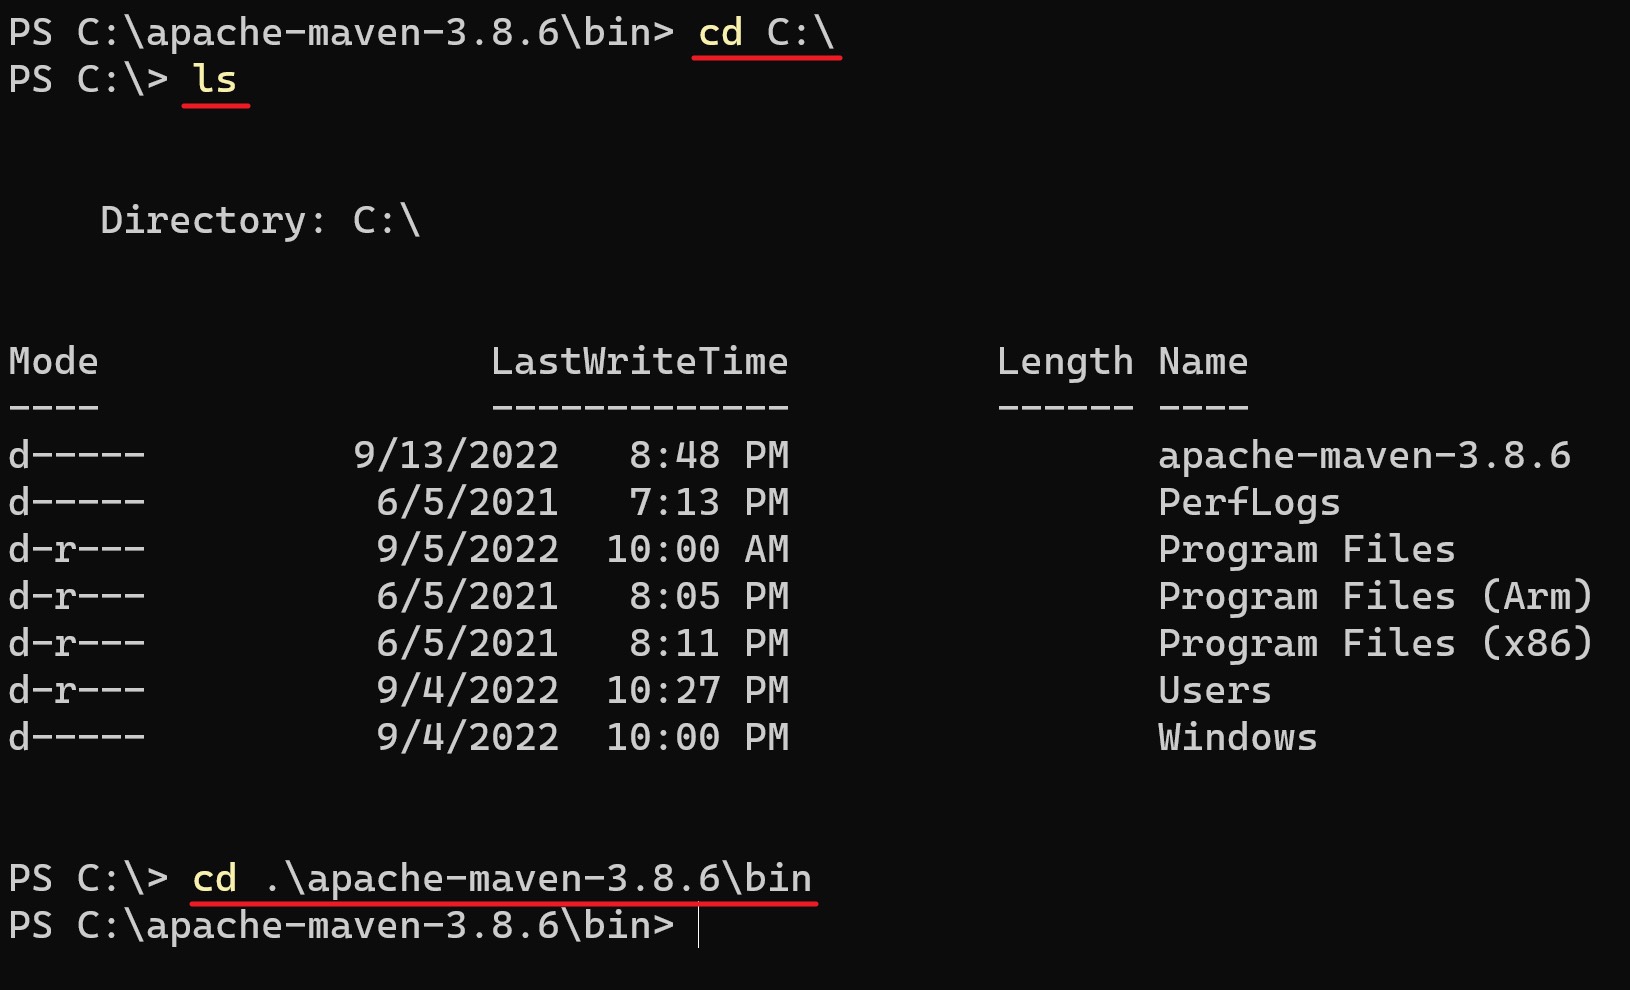 PS C:\apache-maven-3.8.6\bin> cd C:\
PS C:\> ls
Directory: C:\
Mode                 LastWriteTime         Length Name
----                 -------------         ------ ----
d-----         9/13/2022   8:48 PM                apache-maven-3.8.6
d-----          6/5/2021   7:13 PM                PerfLogs
d-r---          9/5/2022  10:00 AM                Program Files
d-r---          6/5/2021   8:05 PM                Program Files (Arm)
d-r---          6/5/2021   8:11 PM                Program Files (x86)
d-r---          9/4/2022  10:27 PM                Users
d-----          9/4/2022  10:00 PM                Windows
PS C:\> cd .\apache-maven-3.8.6\bin
PS C:\apache-maven-3.8.6\bin>